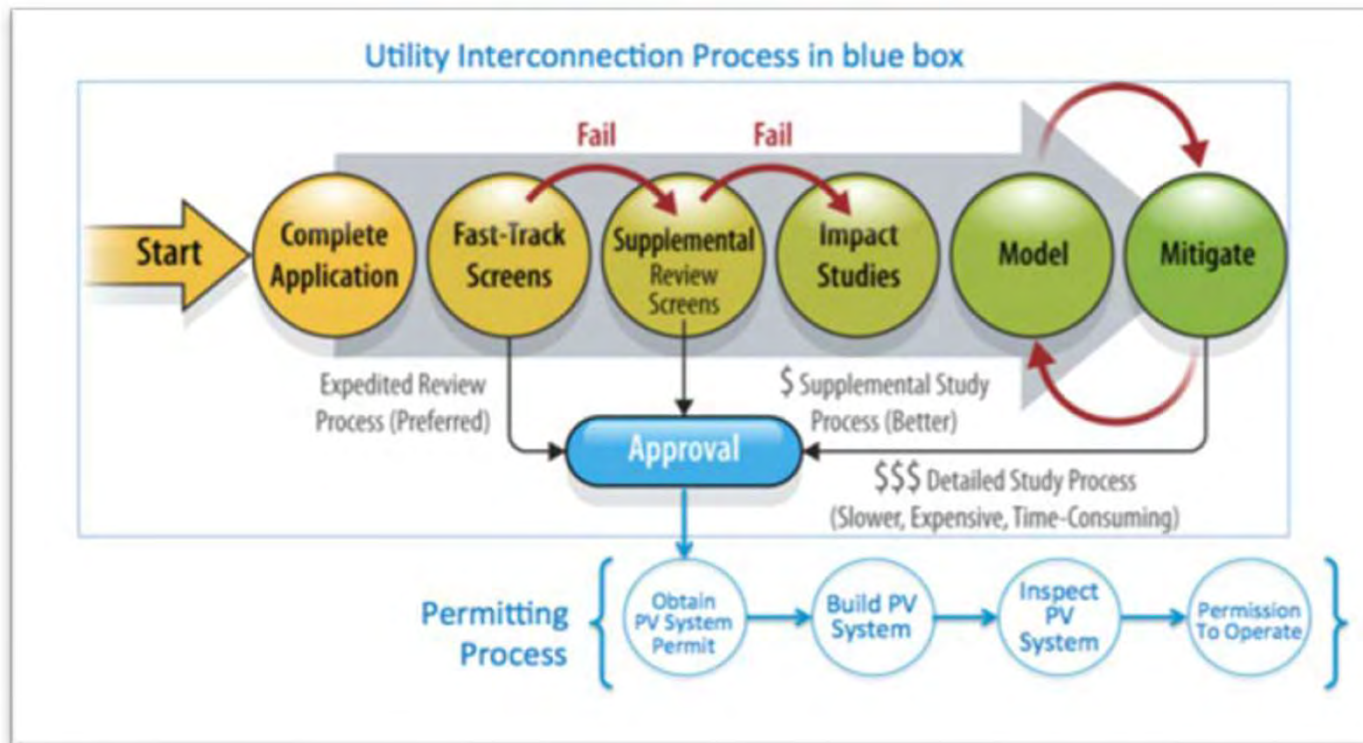 Utility Interconnection Process in blue box
Fail
Fail
Start
Complete
Application
Fast-Track
Screens
Supplemental
Review
Screens
Impact
Studies
Model
Mitigate
Expedited Review
Process (Preferred)
$ Supplemental Study
Process (Better)
Approval
$$$ Detailed Study Process
(Slower, Expensive, Time-Consuming)
Permitting
Process
Obtain
PV System
Permit
Build PV
System
Inspect
PV
System
Permission
To Operate